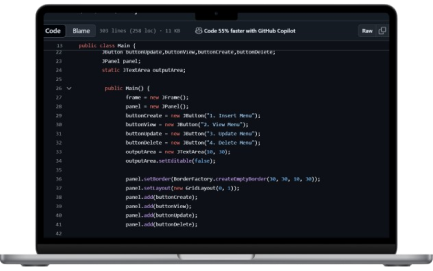 Code Blame 303 lines (258 loc) · 11 KB Code 55% faster with GitHub Copilot Raw
13 public class Main {
22 JButton buttonUpdate,buttonView,buttonCreate,buttonDelete;
23 JPanel panel;
24 static JTextArea outputArea;
25
26 public Main() {
27 frame = new JFrame();
28 panel = new JPanel();
29 buttonCreate = new JButton("1. Insert Menu");
30 buttonView = new JButton("2. View Menu");
31 buttonUpdate = new JButton("3. Update Menu");
32 buttonDelete = new JButton("4. Delete Menu");
33 outputArea = new JTextArea(10, 30);
34 outputArea.setEditable(false);
35
36 panel.setBorder(BorderFactory.createEmptyBorder(30, 30, 10, 30));
37 panel.setLayout(new GridLayout(0, 1));
38 panel.add(buttonCreate);
39 panel.add(buttonView);
40 panel.add(buttonUpdate);
41 panel.add(buttonDelete);
42